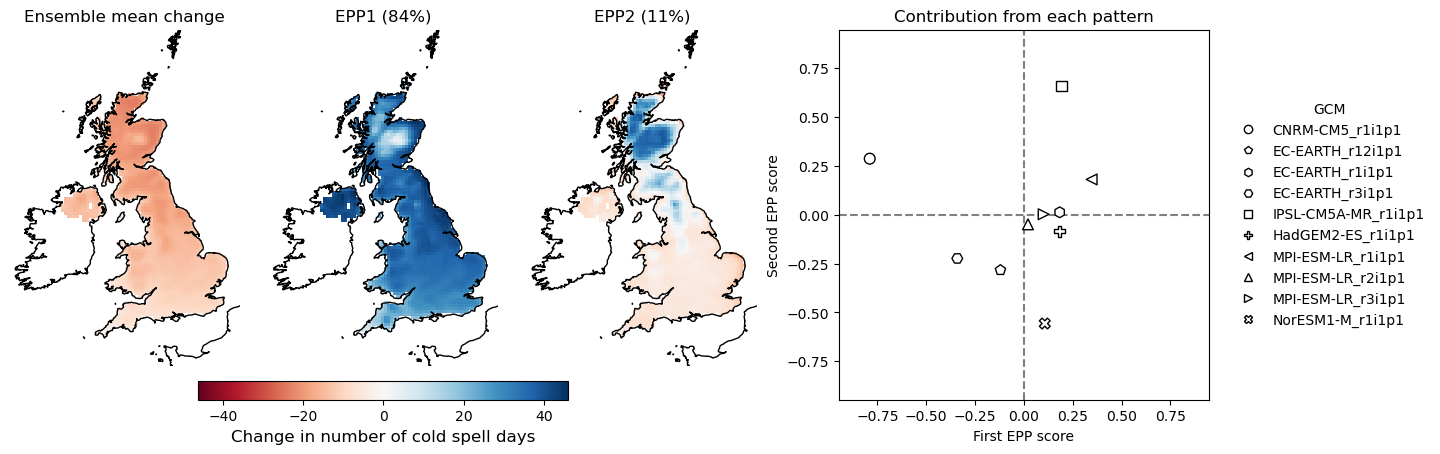 Ensemble mean change
EPP1 (84%)
EPP2 (11%)
Contribution from each pattern
−40
−20
0
20
40
Change in number of cold spell days
Second EPP score
0.75
0.50
0.25
0.00
−0.25
−0.50
−0.75
−0.75
−0.50
−0.25
0.00
0.25
0.50
0.75
First EPP score
GCM
CNRM-CM5_r1i1p1
EC-EARTH_r12i1p1
EC-EARTH_r1i1p1
EC-EARTH_r3i1p1
IPSL-CM5A-MR_r1i1p1
HadGEM2-ES_r1i1p1
MPI-ESM-LR_r1i1p1
MPI-ESM-LR_r2i1p1
MPI-ESM-LR_r3i1p1
NorESM1-M_r1i1p1